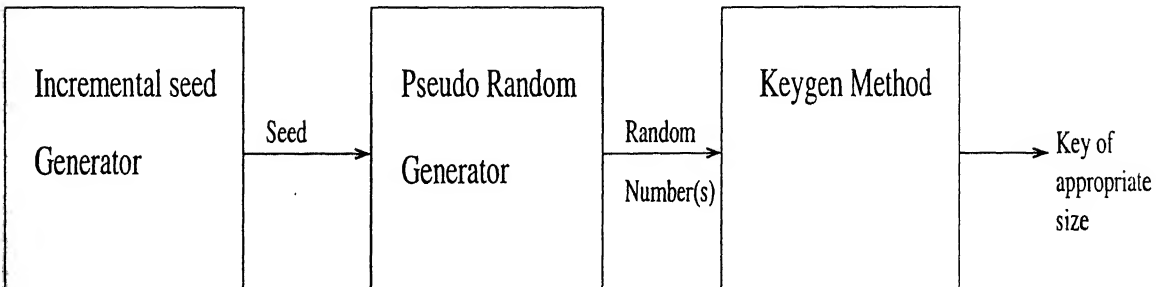 Incremental seed
Generator
Seed
Pseudo Random
Generator
Random
Number(s)
Keygen Method
Key of
appropriate
size